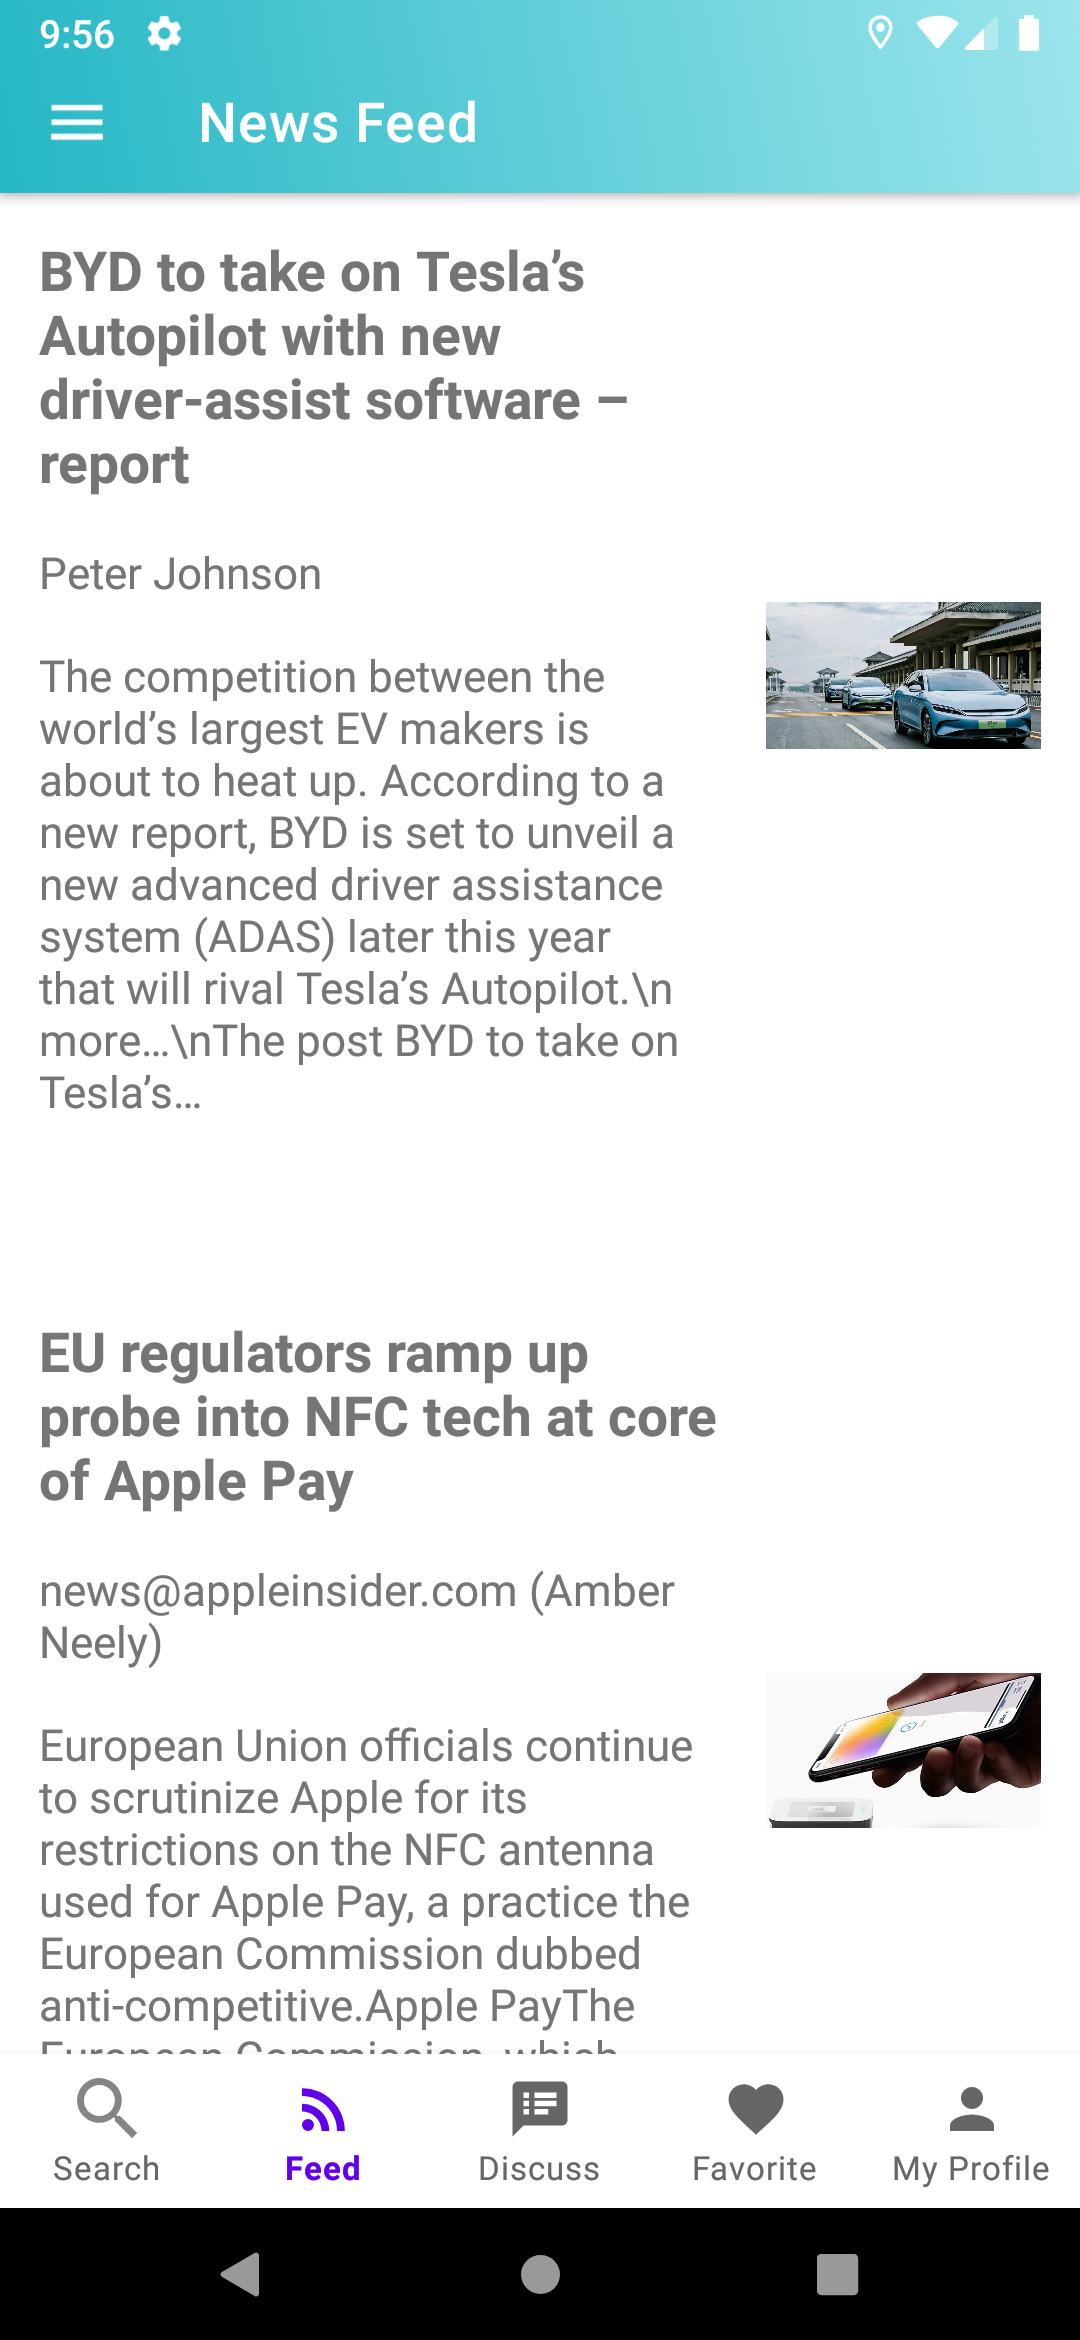 9:56
News Feed
BYD to take on Tesla’s
Autopilot with new
driver-assist software –
report
Peter Johnson
The competition between the
world’s largest EV makers is
about to heat up. According to a
new report, BYD is set to unveil a
new advanced driver assistance
system (ADAS) later this year
that will rival Tesla’s Autopilot.\n
more…\nThe post BYD to take on
Tesla’s…
EU regulators ramp up
probe into NFC tech at core
of Apple Pay
news@appleinsider.com (Amber
Neely)
European Union officials continue
to scrutinize Apple for its
restrictions on the NFC antenna
used for Apple Pay, a practice the
European Commission dubbed
anti-competitive.Apple PayThe
European Commission, which
Search
Feed
Discuss
Favorite
My Profile